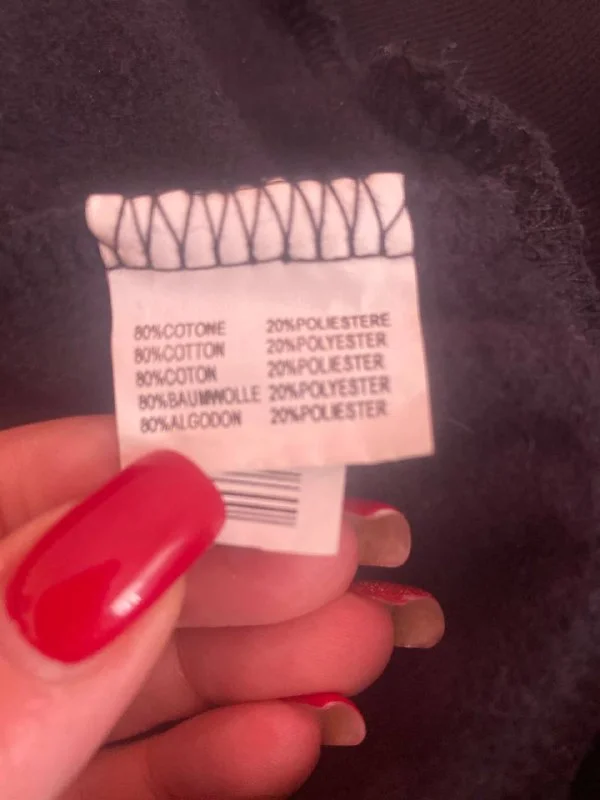 80%COTONE 20%POLIESTERE
80%COTTON 20%POLYESTER
80%COTON 20%POLIESTER
80%BAUMWOLLE 20%POLYESTER
80%ALGODON 20%POLIESTER